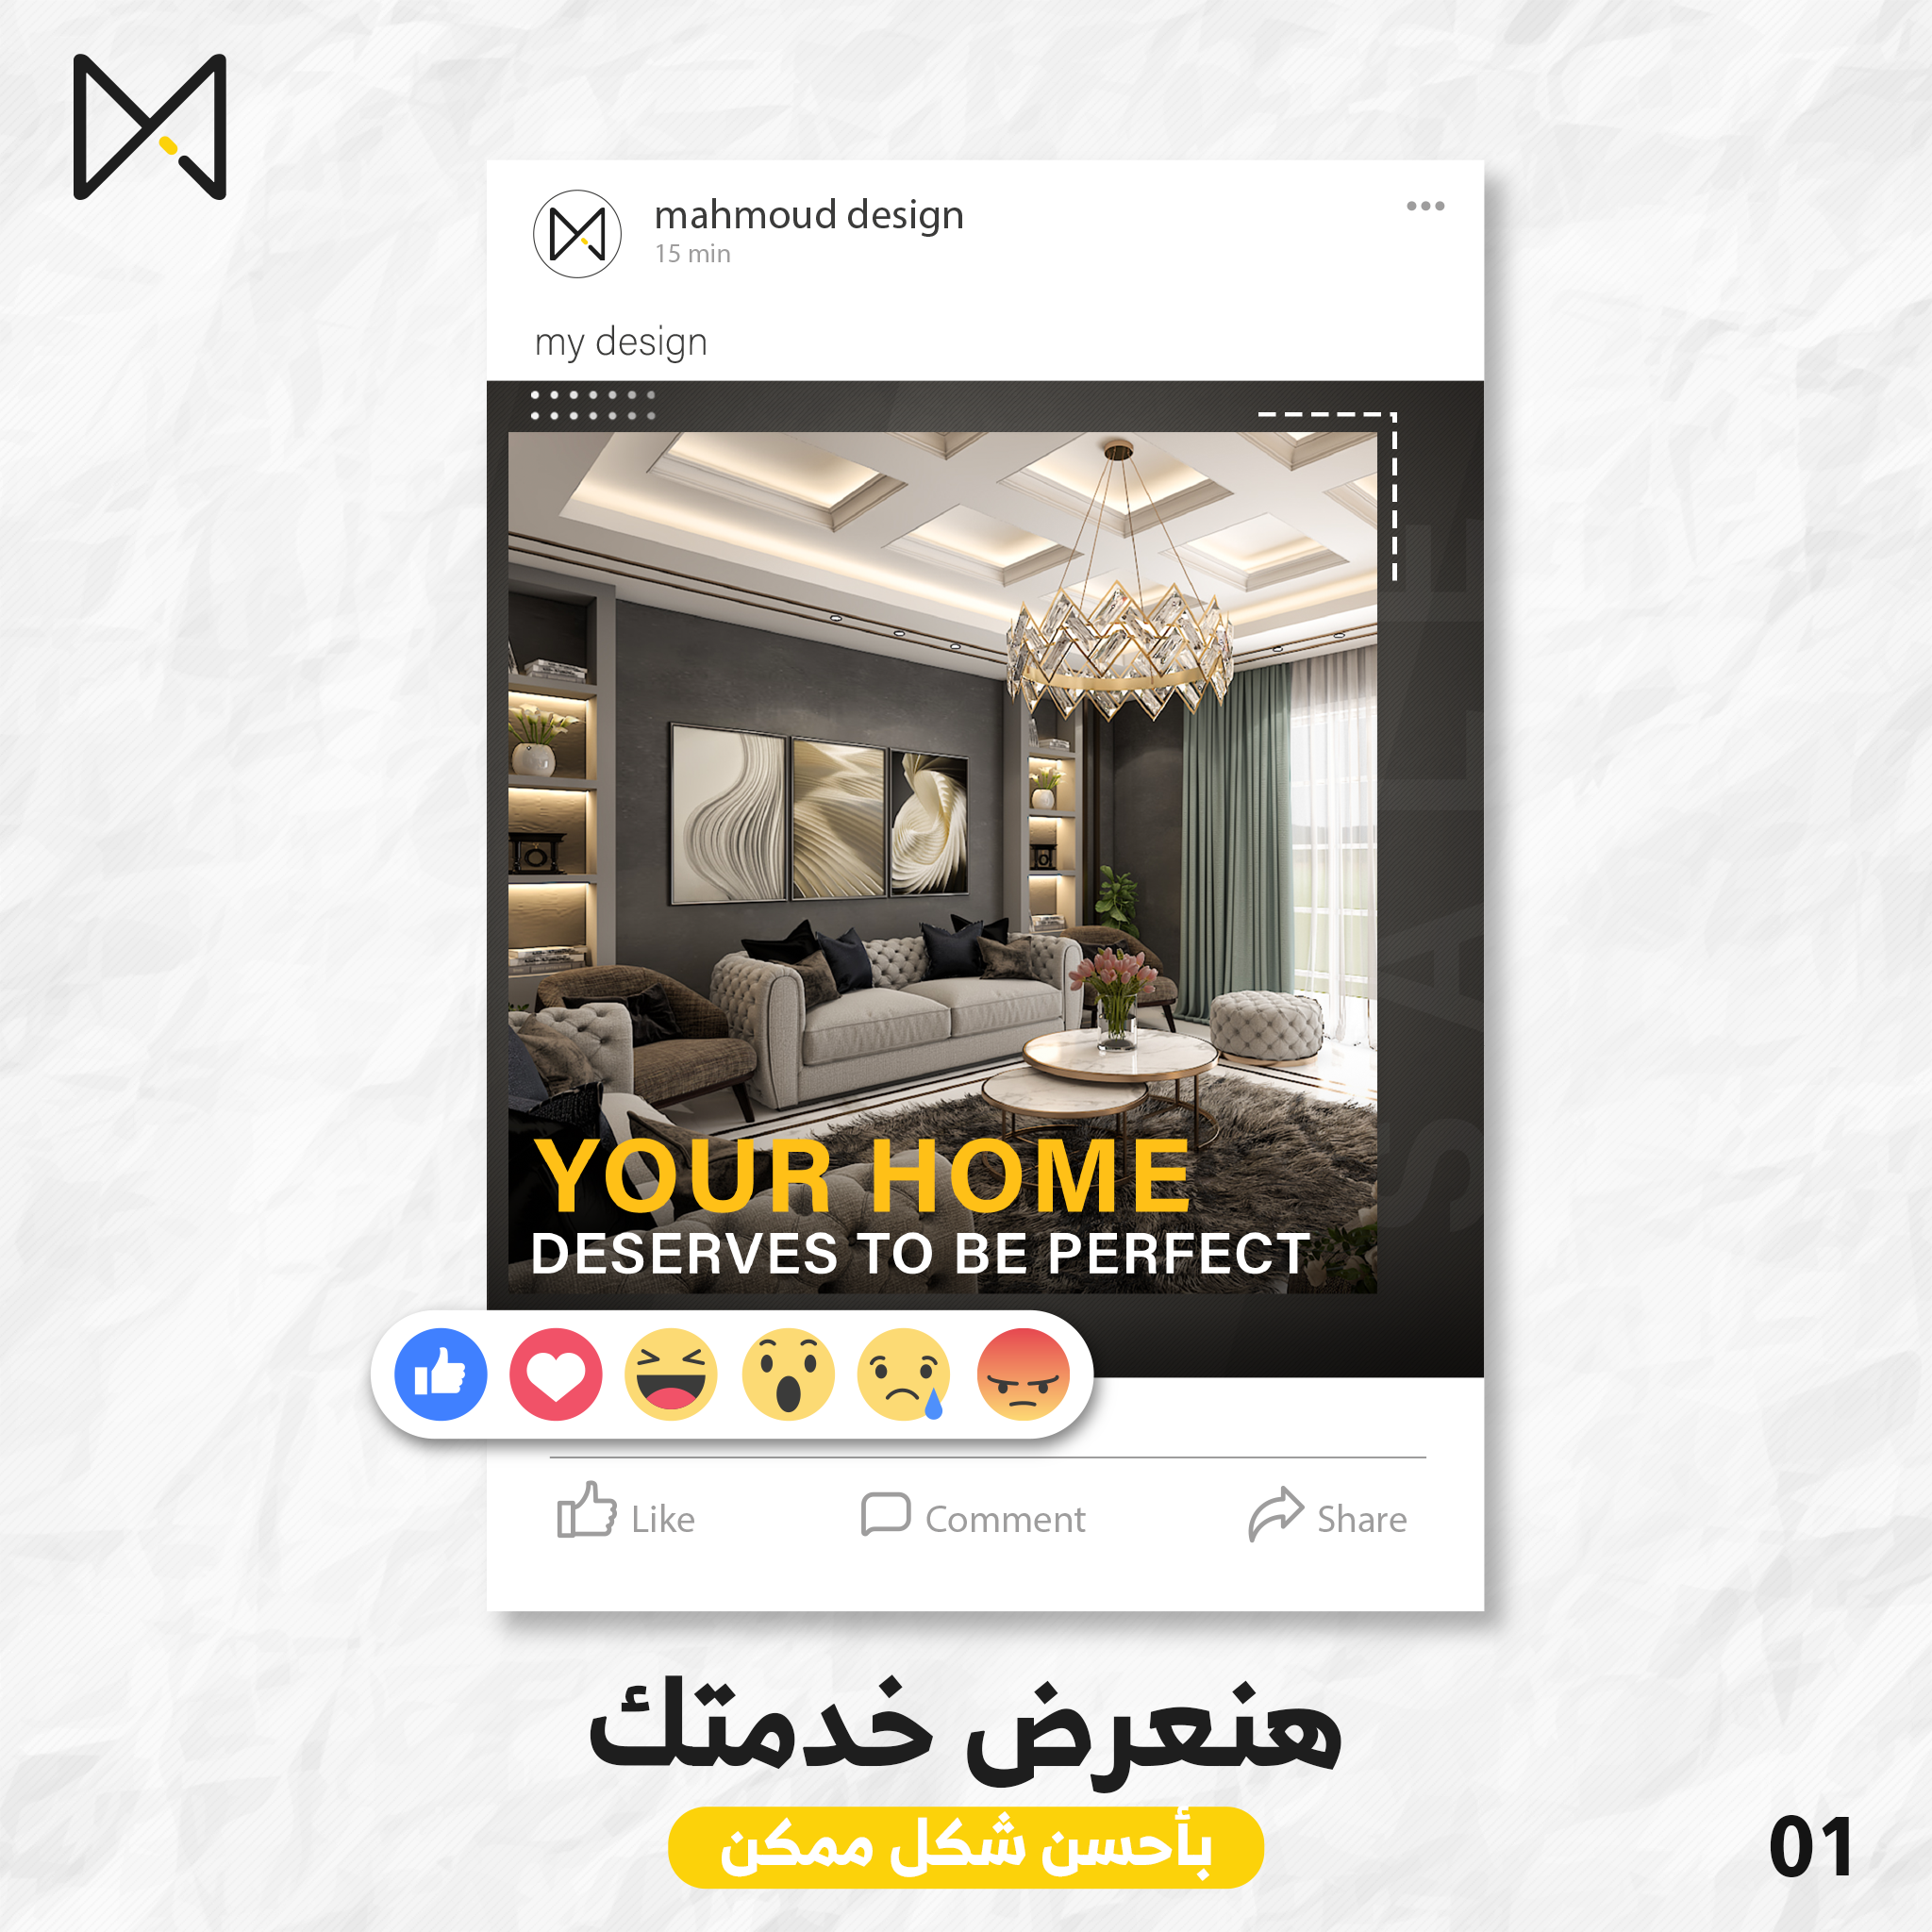 mahmoud design
15 min
my design
SALE
YOUR HOME
DESERVES TO BE PERFECT
Like
Comment
Share
هنعرض خدمتك
بأحسن شكل ممكن
01